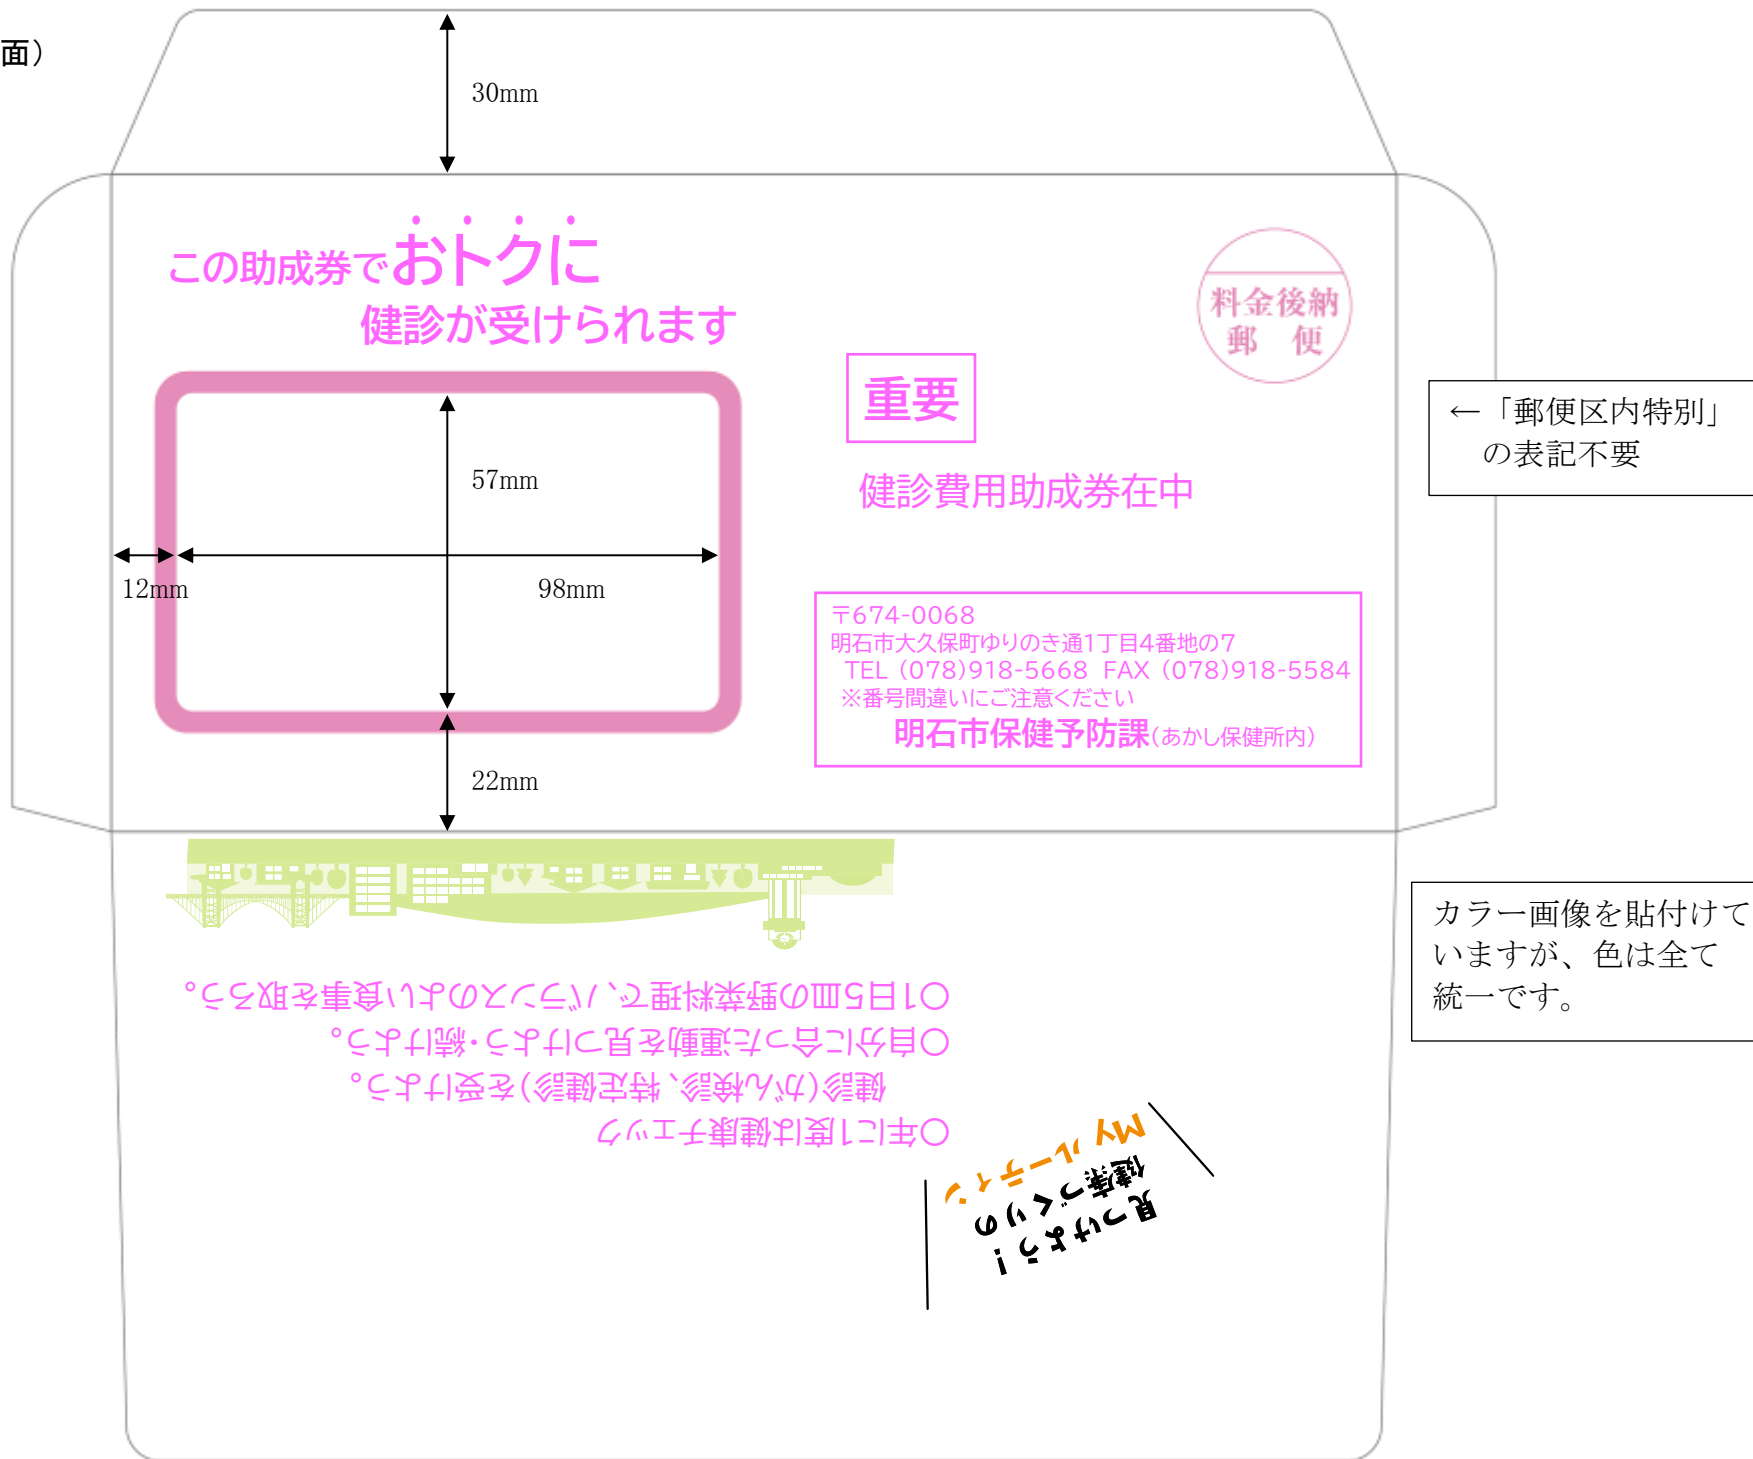 面）
30mm
この助成券でおトクに
健診が受けられます
料金後納
郵 便
重要
←「郵便区内特別」
の表記不要
57mm
健診費用助成券在中
12mm
98mm
〒674-0068
明石市大久保町ゆりのき通1丁目4番地の7
TEL (078)918-5668 FAX (078)918-5584
※番号間違いにご注意ください
明石市保健予防課(あかし保健所内)
22mm
カラー画像を貼付けて
いますが、色は全て
統一です。
見つけよう！
健康づくりの
My ルーティン
○年に1度は健康チェック
健診(がん検診、特定健診)を受けよう。
○自分に合った運動を見つけよう・続けよう。
○1日5皿の野菜料理で、バランスのよい食事を取ろう。